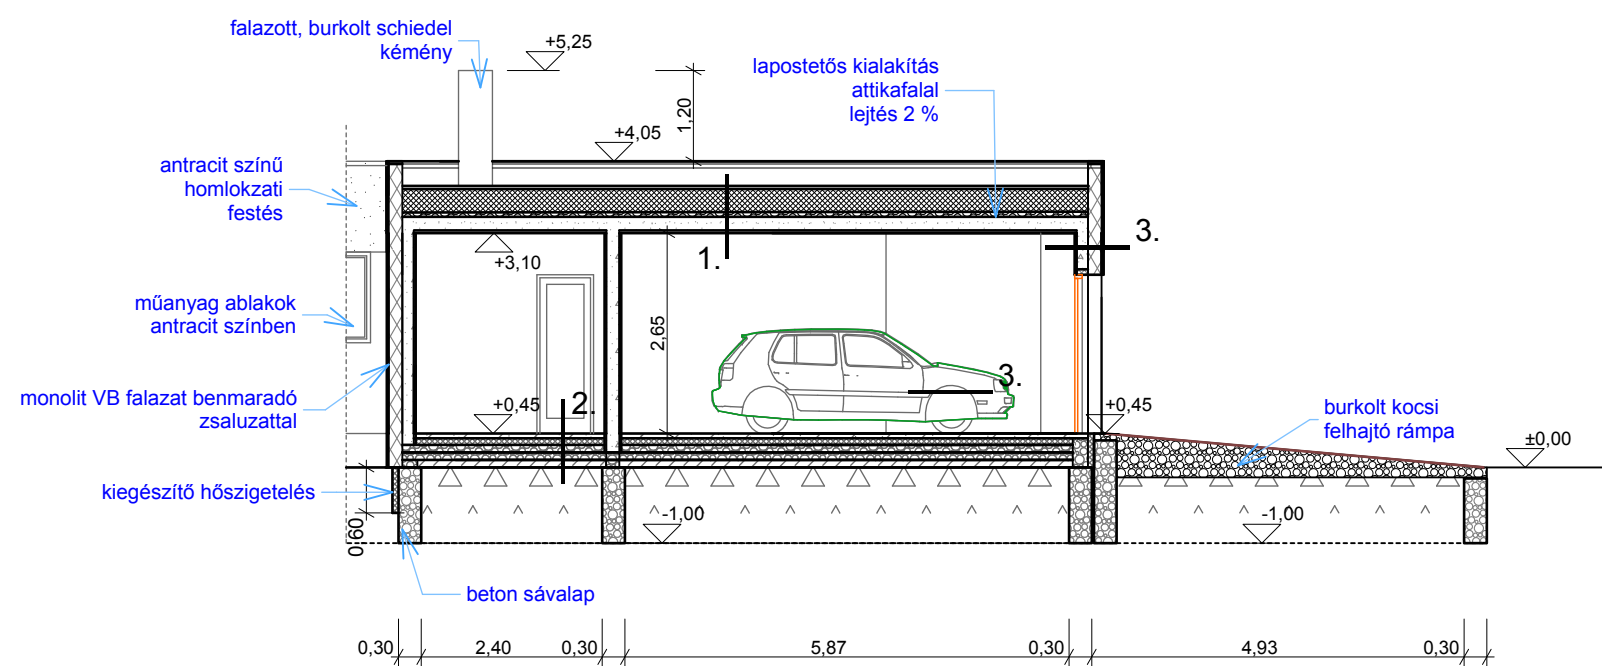 falazott, burkolt schiedel
kémény
+5,25
lapostetős kialakítás
attikafalal
lejtés 2 %
1,20
+4,05
antracit színű
homlokzati
festés
3.
1.
+3,10
műanyag ablakok
antracit színben
2,65
3.
monolit VB falazat benmaradó
zsaluzattal
+0,45
2.
+0,45
burkolt kocsi
felhajtó rámpa
±0,00
kiegészítő hőszigetelés
0,60
-1,00
-1,00
beton sávalap
0,30
2,40
0,30
5,87
0,30
4,93
0,30